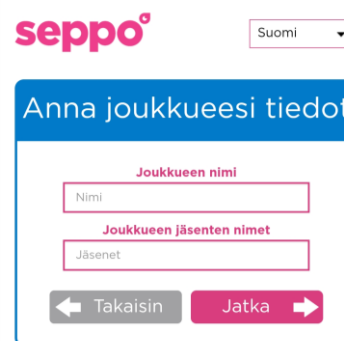 seppo
Suomi
Anna joukkueesi tiedot
Joukkueen nimi
Nimi
Joukkueen jäsenten nimet
Jäsenet
Takaisin
Jatka